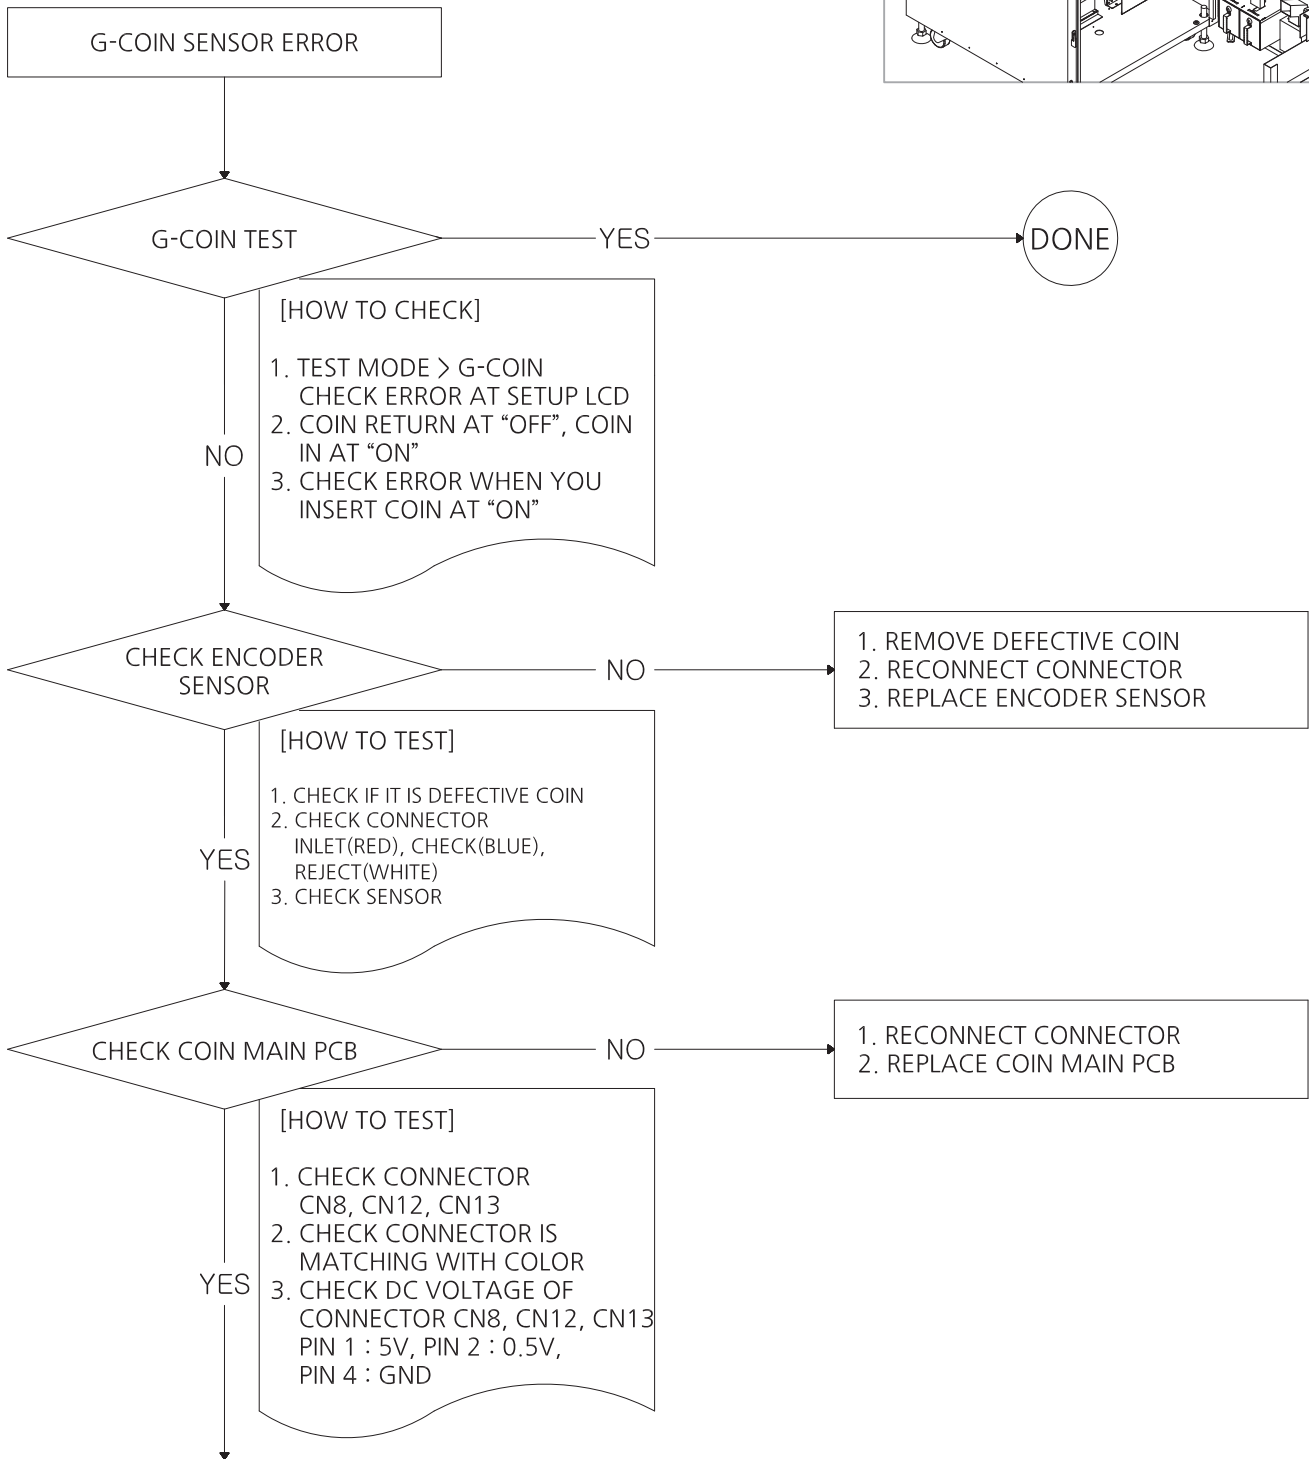 G-COIN SENSOR ERROR
G-COIN TEST
YES
DONE
[HOW TO CHECK]
1. TEST MODE > G-COIN
CHECK ERROR AT SETUP LCD
2. COIN RETURN AT “OFF”, COIN
IN AT “ON”
3. CHECK ERROR WHEN YOU
INSERT COIN AT “ON”
NO
CHECK ENCODER
SENSOR
NO
1. REMOVE DEFECTIVE COIN
2. RECONNECT CONNECTOR
3. REPLACE ENCODER SENSOR
[HOW TO TEST]
1. CHECK IF IT IS DEFECTIVE COIN
2. CHECK CONNECTOR
INLET(RED), CHECK(BLUE),
REJECT(WHITE)
3. CHECK SENSOR
YES
CHECK COIN MAIN PCB
NO
1. RECONNECT CONNECTOR
2. REPLACE COIN MAIN PCB
[HOW TO TEST]
1. CHECK CONNECTOR
CN8, CN12, CN13
2. CHECK CONNECTOR IS
MATCHING WITH COLOR
3. CHECK DC VOLTAGE OF
CONNECTOR CN8, CN12, CN13
PIN 1 : 5V, PIN 2 : 0.5V,
PIN 4 : GND
YES